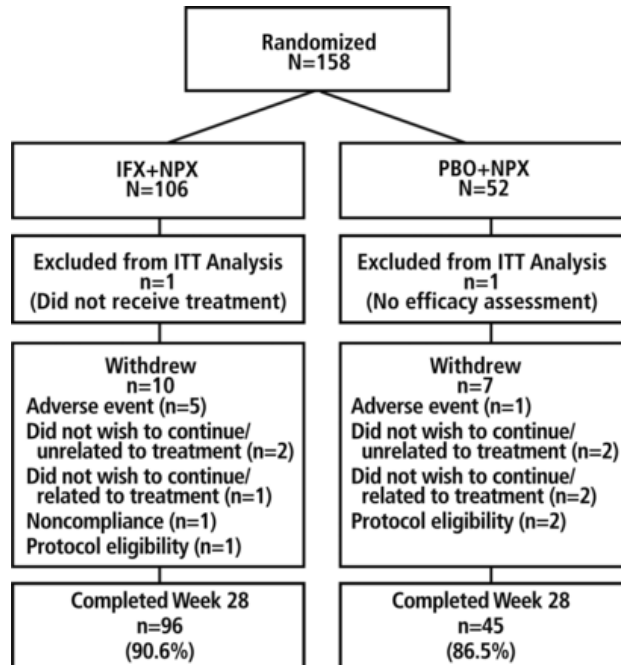 Randomized
N=158
IFX+NPX
N=106
PBO+NPX
N=52
Excluded from ITT Analysis
n=1
(Did not receive treatment)
Excluded from ITT Analysis
n=1
(No efficacy assessment)
Withdrew
n=10
Adverse event (n=5)
Did not wish to continue/
unrelated to treatment (n=2)
Did not wish to continue/
related to treatment (n=1)
Noncompliance (n=1)
Protocol eligibility (n=1)
Withdrew
n=7
Adverse event (n=1)
Did not wish to continue/
unrelated to treatment (n=2)
Did not wish to continue/
related to treatment (n=2)
Protocol eligibility (n=2)
Completed Week 28
n=96
(90.6%)
Completed Week 28
n=45
(86.5%)